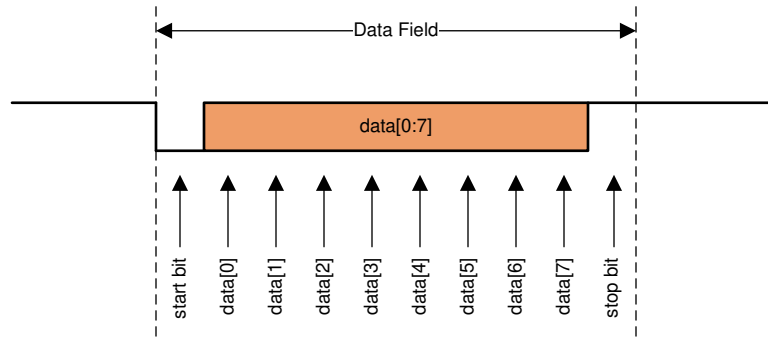 Data Field
data[0:7]
start bit
data[0]
data[1]
data[2]
data[3]
data[4]
data[5]
data[6]
data[7]
stop bit